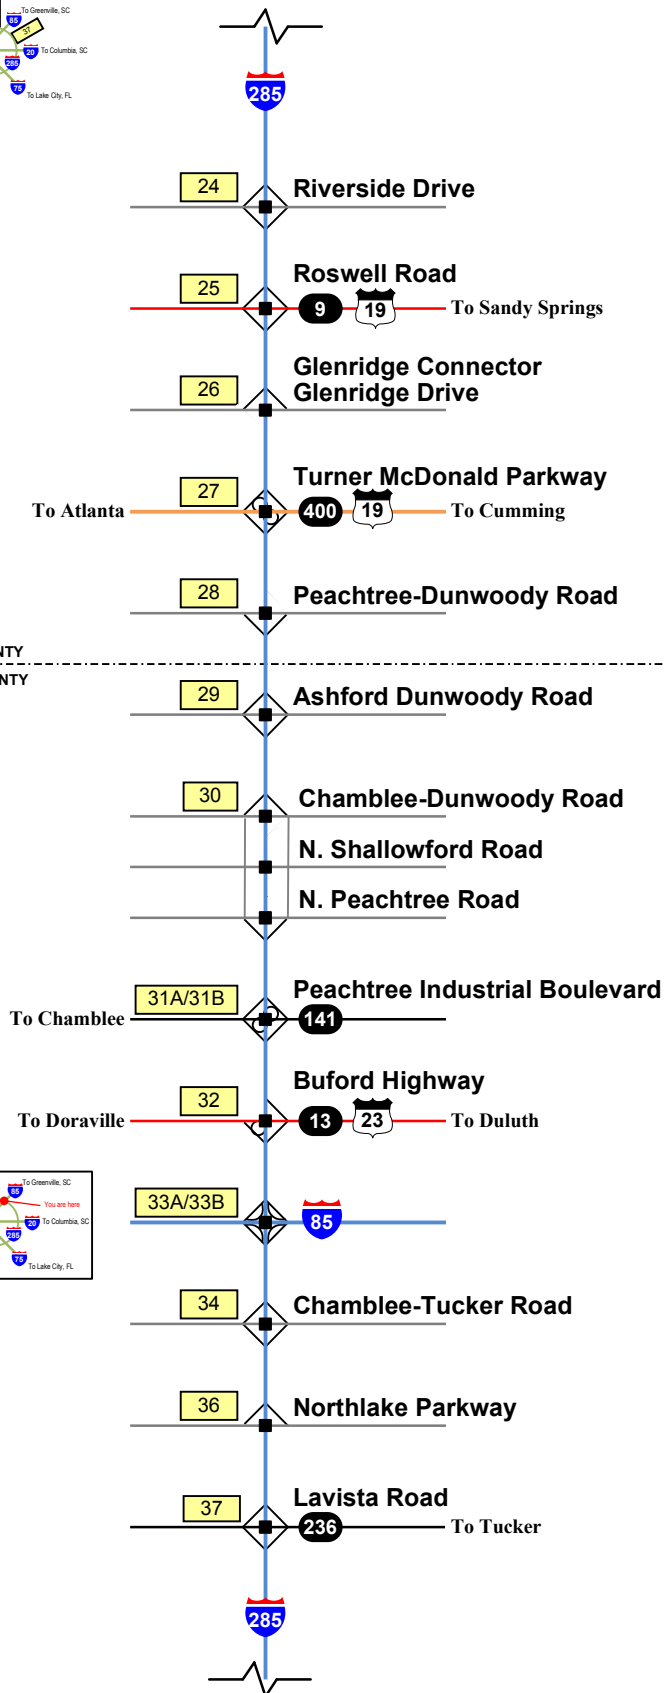 To Greenville, SC
85
37
20 To Columbia, SC
285
75
To Lake City, FL
285
24 Riverside Drive
Roswell Road
25
9 19 To Sandy Springs
Glenridge Connector
26 Glenridge Drive
Turner McDonald Parkway
27
To Atlanta 400 19 To Cumming
28 Peachtree-Dunwoody Road
NTY
NTY
29 Ashford Dunwoody Road
30 Chamblee-Dunwoody Road
N. Shallowford Road
N. Peachtree Road
31A/31B Peachtree Industrial Boulevard
To Chamblee 141
Buford Highway
32
To Doraville 13 23 To Duluth
To Greenville, SC
85
You are here
20 To Columbia, SC
285
75
To Lake City, FL
33A/33B
85
34 Chamblee-Tucker Road
36 Northlake Parkway
Lavista Road
37
236 To Tucker
285